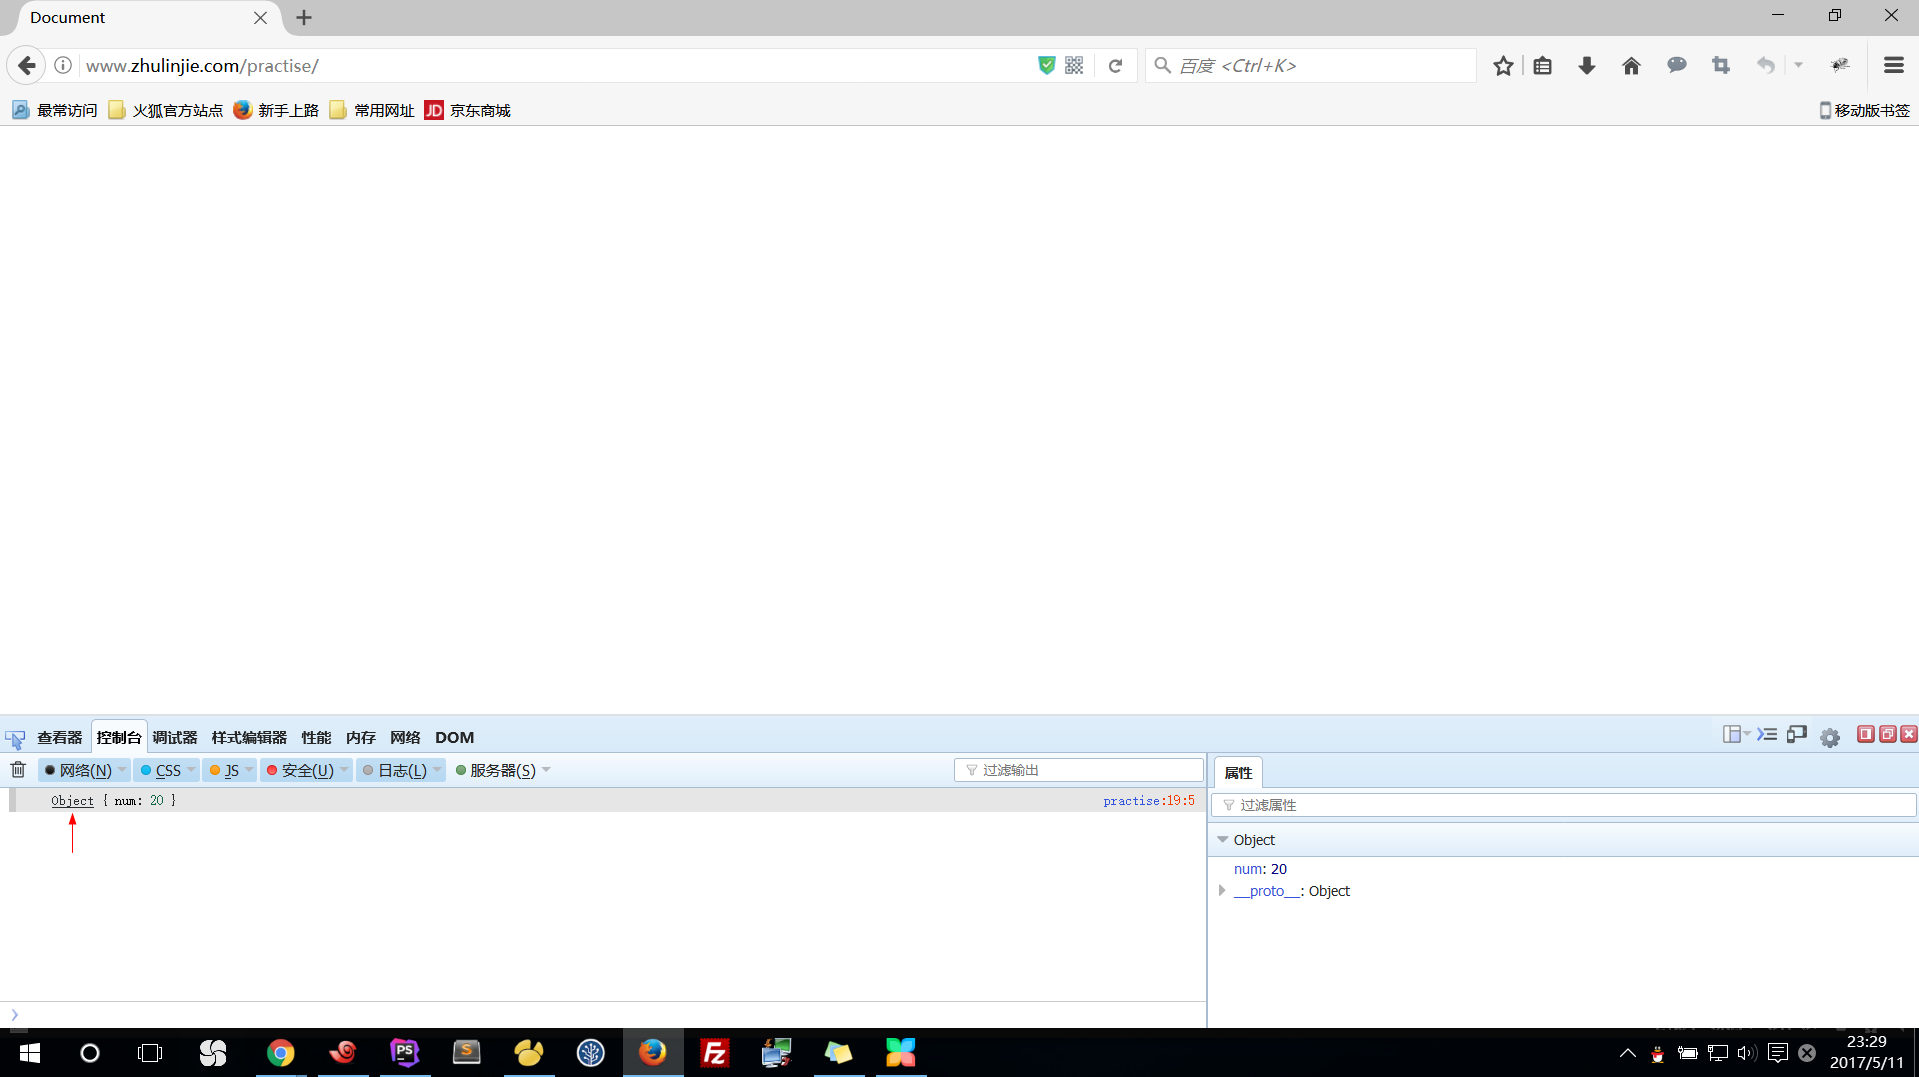 Document
www.zhulinjie.com/practise/
百度 <Ctrl+K>
最常访问 火狐官方站点 新手上路 常用网址 JD 京东商城
移动版书签
查看器 控制台 调试器 样式编辑器 性能 内存 网络 DOM
网络(N) CSS JS 安全(U) 日志(L) 服务器(S)
过滤输出
Object { num: 20 }
practise:19:5
属性
过滤属性
Object
num: 20
__proto__: Object
PS
S
Fz
23:29
2017/5/11